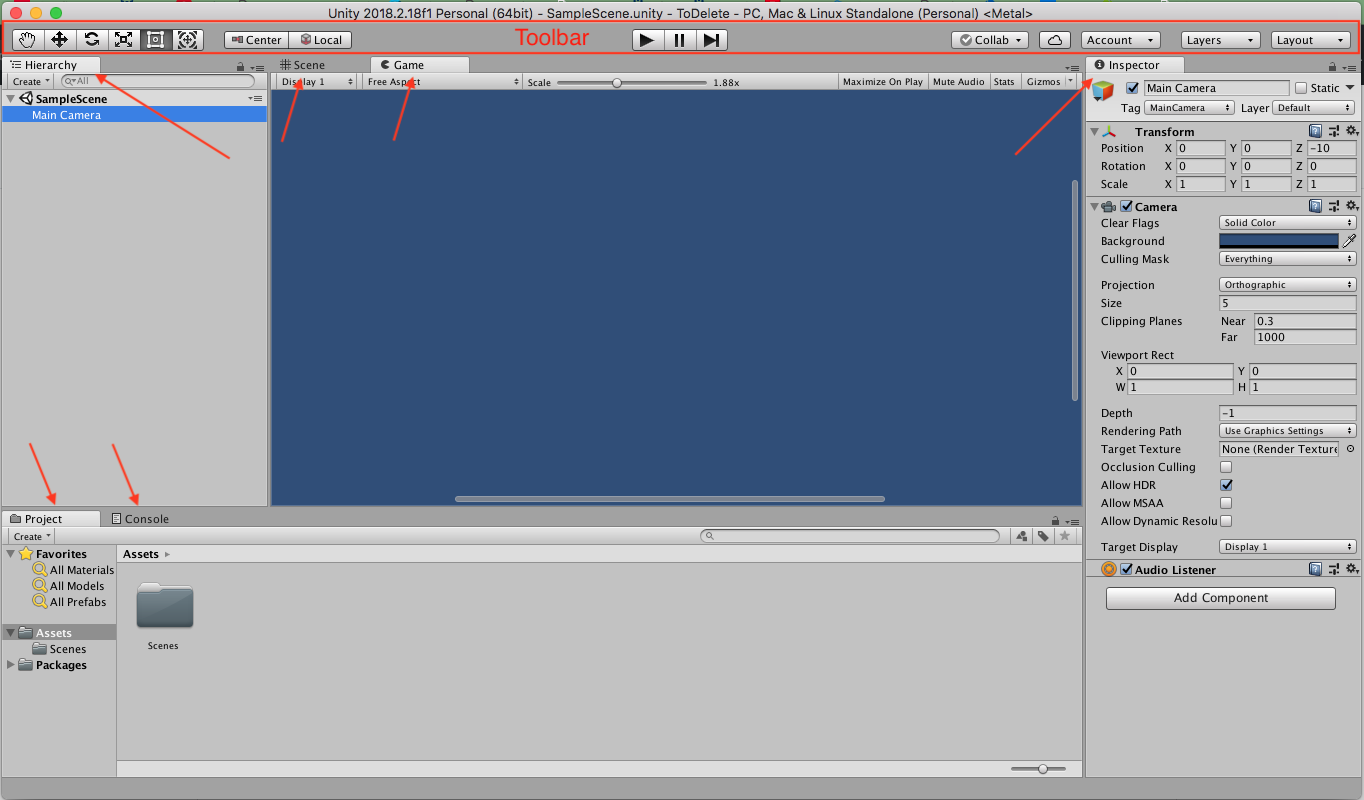 Unity 2018.2.18f1 Personal (64bit) - SampleScene.unity - ToDelete - PC, Mac & Linux Standalone (Personal) <Metal>
Center Local Toolbar Collab Account Layers Layout
Hierarchy
Create All
SampleScene
Main Camera
Scene Game
Display 1 Free Aspect Scale 1.88x Maximize On Play Mute Audio Stats Gizmos
Inspector
Main Camera Static
Tag MainCamera Layer Default
Transform
Position X 0 Y 0 Z -10
Rotation X 0 Y 0 Z 0
Scale X 1 Y 1 Z 1
Camera
Clear Flags Solid Color
Background
Culling Mask Everything
Projection Orthographic
Size 5
Clipping Planes Near 0.3
Far 1000
Viewport Rect
X 0 Y 0
W 1 H 1
Depth -1
Rendering Path Use Graphics Settings
Target Texture None (Render Texture
Occlusion Culling
Allow HDR
Allow MSAA
Allow Dynamic Resolu
Target Display Display 1
Audio Listener
Add Component
Project Console
Create
Favorites
All Materials
All Models
All Prefabs
Assets
Scenes
Packages
Assets
Scenes